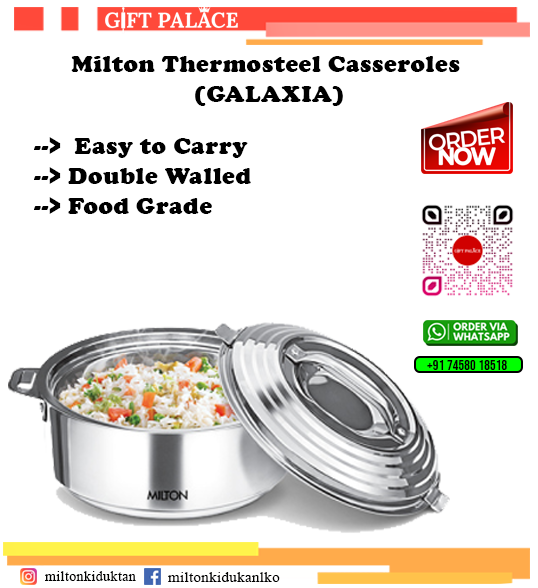 GIFT PALACE
Milton Thermosteel Casseroles
(GALAXIA)
--> Easy to Carry
--> Double Walled
--> Food Grade
ORDER
NOW
GIFT PALACE
ORDER VIA
WHATSAPP
+91 74580 18518
MILTON
miltonkiduktan miltonkidukanlko